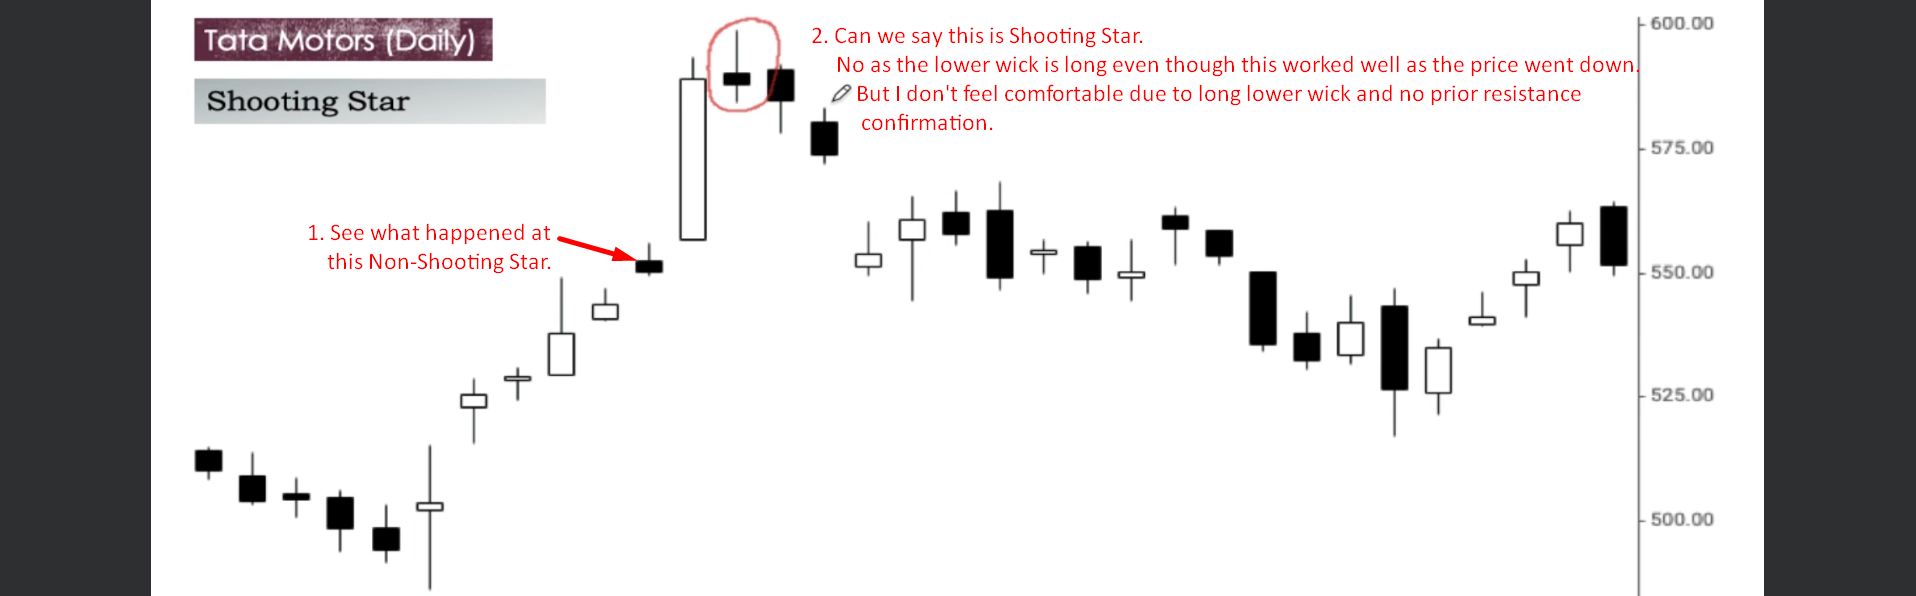 Tata Motors (Daily)
Shooting Star
2. Can we say this is Shooting Star.
No as the lower wick is long even though this worked well as the price went down.
But I don't feel comfortable due to long lower wick and no prior resistance
confirmation.
1. See what happened at
this Non-Shooting Star.
600.00
575.00
550.00
525.00
500.00